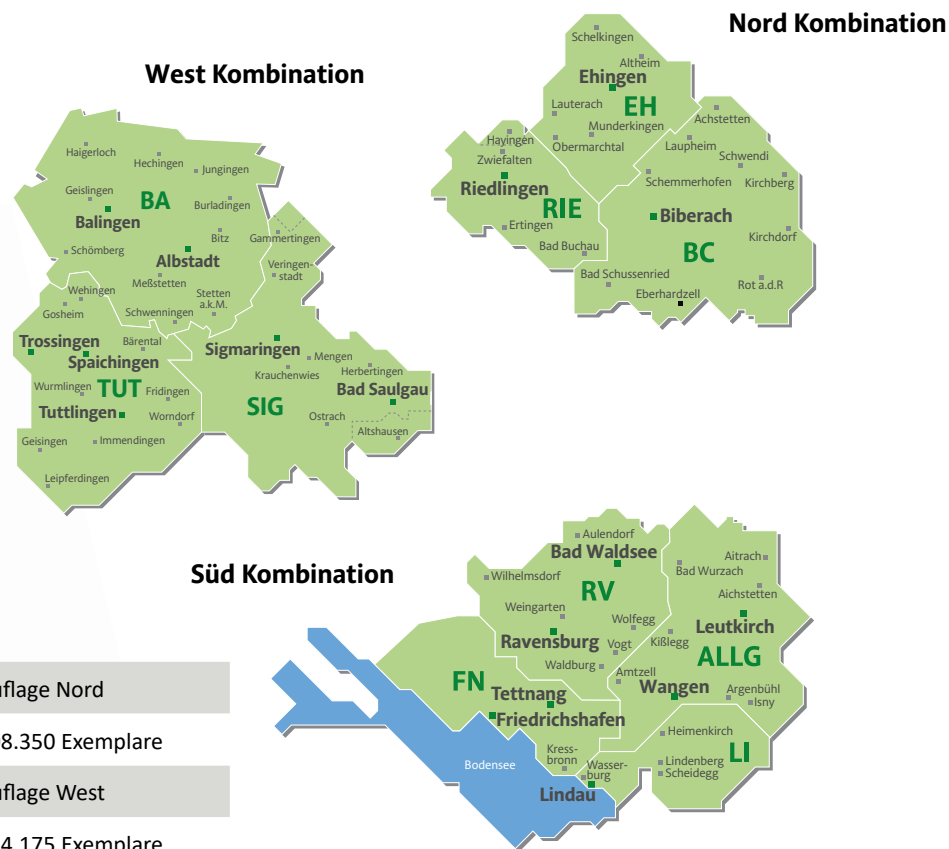 Nord Kombination
Schelkingen
Altheim
Ehingen
EH
Lauterach
Munderkingen
Obermarchtal
Hayingen
Zwiefalten
Riedlingen
RIE
Ertingen
Bad Buchau
Achstetten
Laupheim
Schwendi
Schemmerhofen
Kirchberg
Biberach
BC
Kirchdorf
Bad Schussenried
Rot a.d.R
Eberhardzell
West Kombination
Haigerloch
Hechingen
Jungingen
Geislingen
BA
Burladingen
Balingen
Bitz
Gammertingen
Schömberg
Albstadt
Veringen-
stadt
Meßstetten
Wehingen
Stetten
a.k.M.
Gosheim
Schwenningen
Trossingen
Bärental
Spaichingen
Sigmaringen
Mengen
Krauchenwies
Herbertingen
Wurmlingen
TUT
Fridingen
SIG
Bad Saulgau
Tuttlingen
Worndorf
Ostrach
Altshausen
Geisingen
Immendingen
Leipferdingen
Süd Kombination
Aulendorf
Bad Waldsee
Wilhelmsdorf
RV
Weingarten
Wolfegg
Ravensburg
Vogt
Waldburg
Aitrach
Bad Wurzach
Aichstetten
Leutkirch
Kißlegg
ALLG
Amtzell
Wangen
Argenbühl
Isny
FN
Tettnang
Friedrichshafen
Kress-
bronn
Bodensee
Wasser-
burg
Lindau
Heimenkirch
LI
Lindenberg
Scheidegg
uflage Nord
8.350 Exemplare
uflage West
4.175 Exemplare